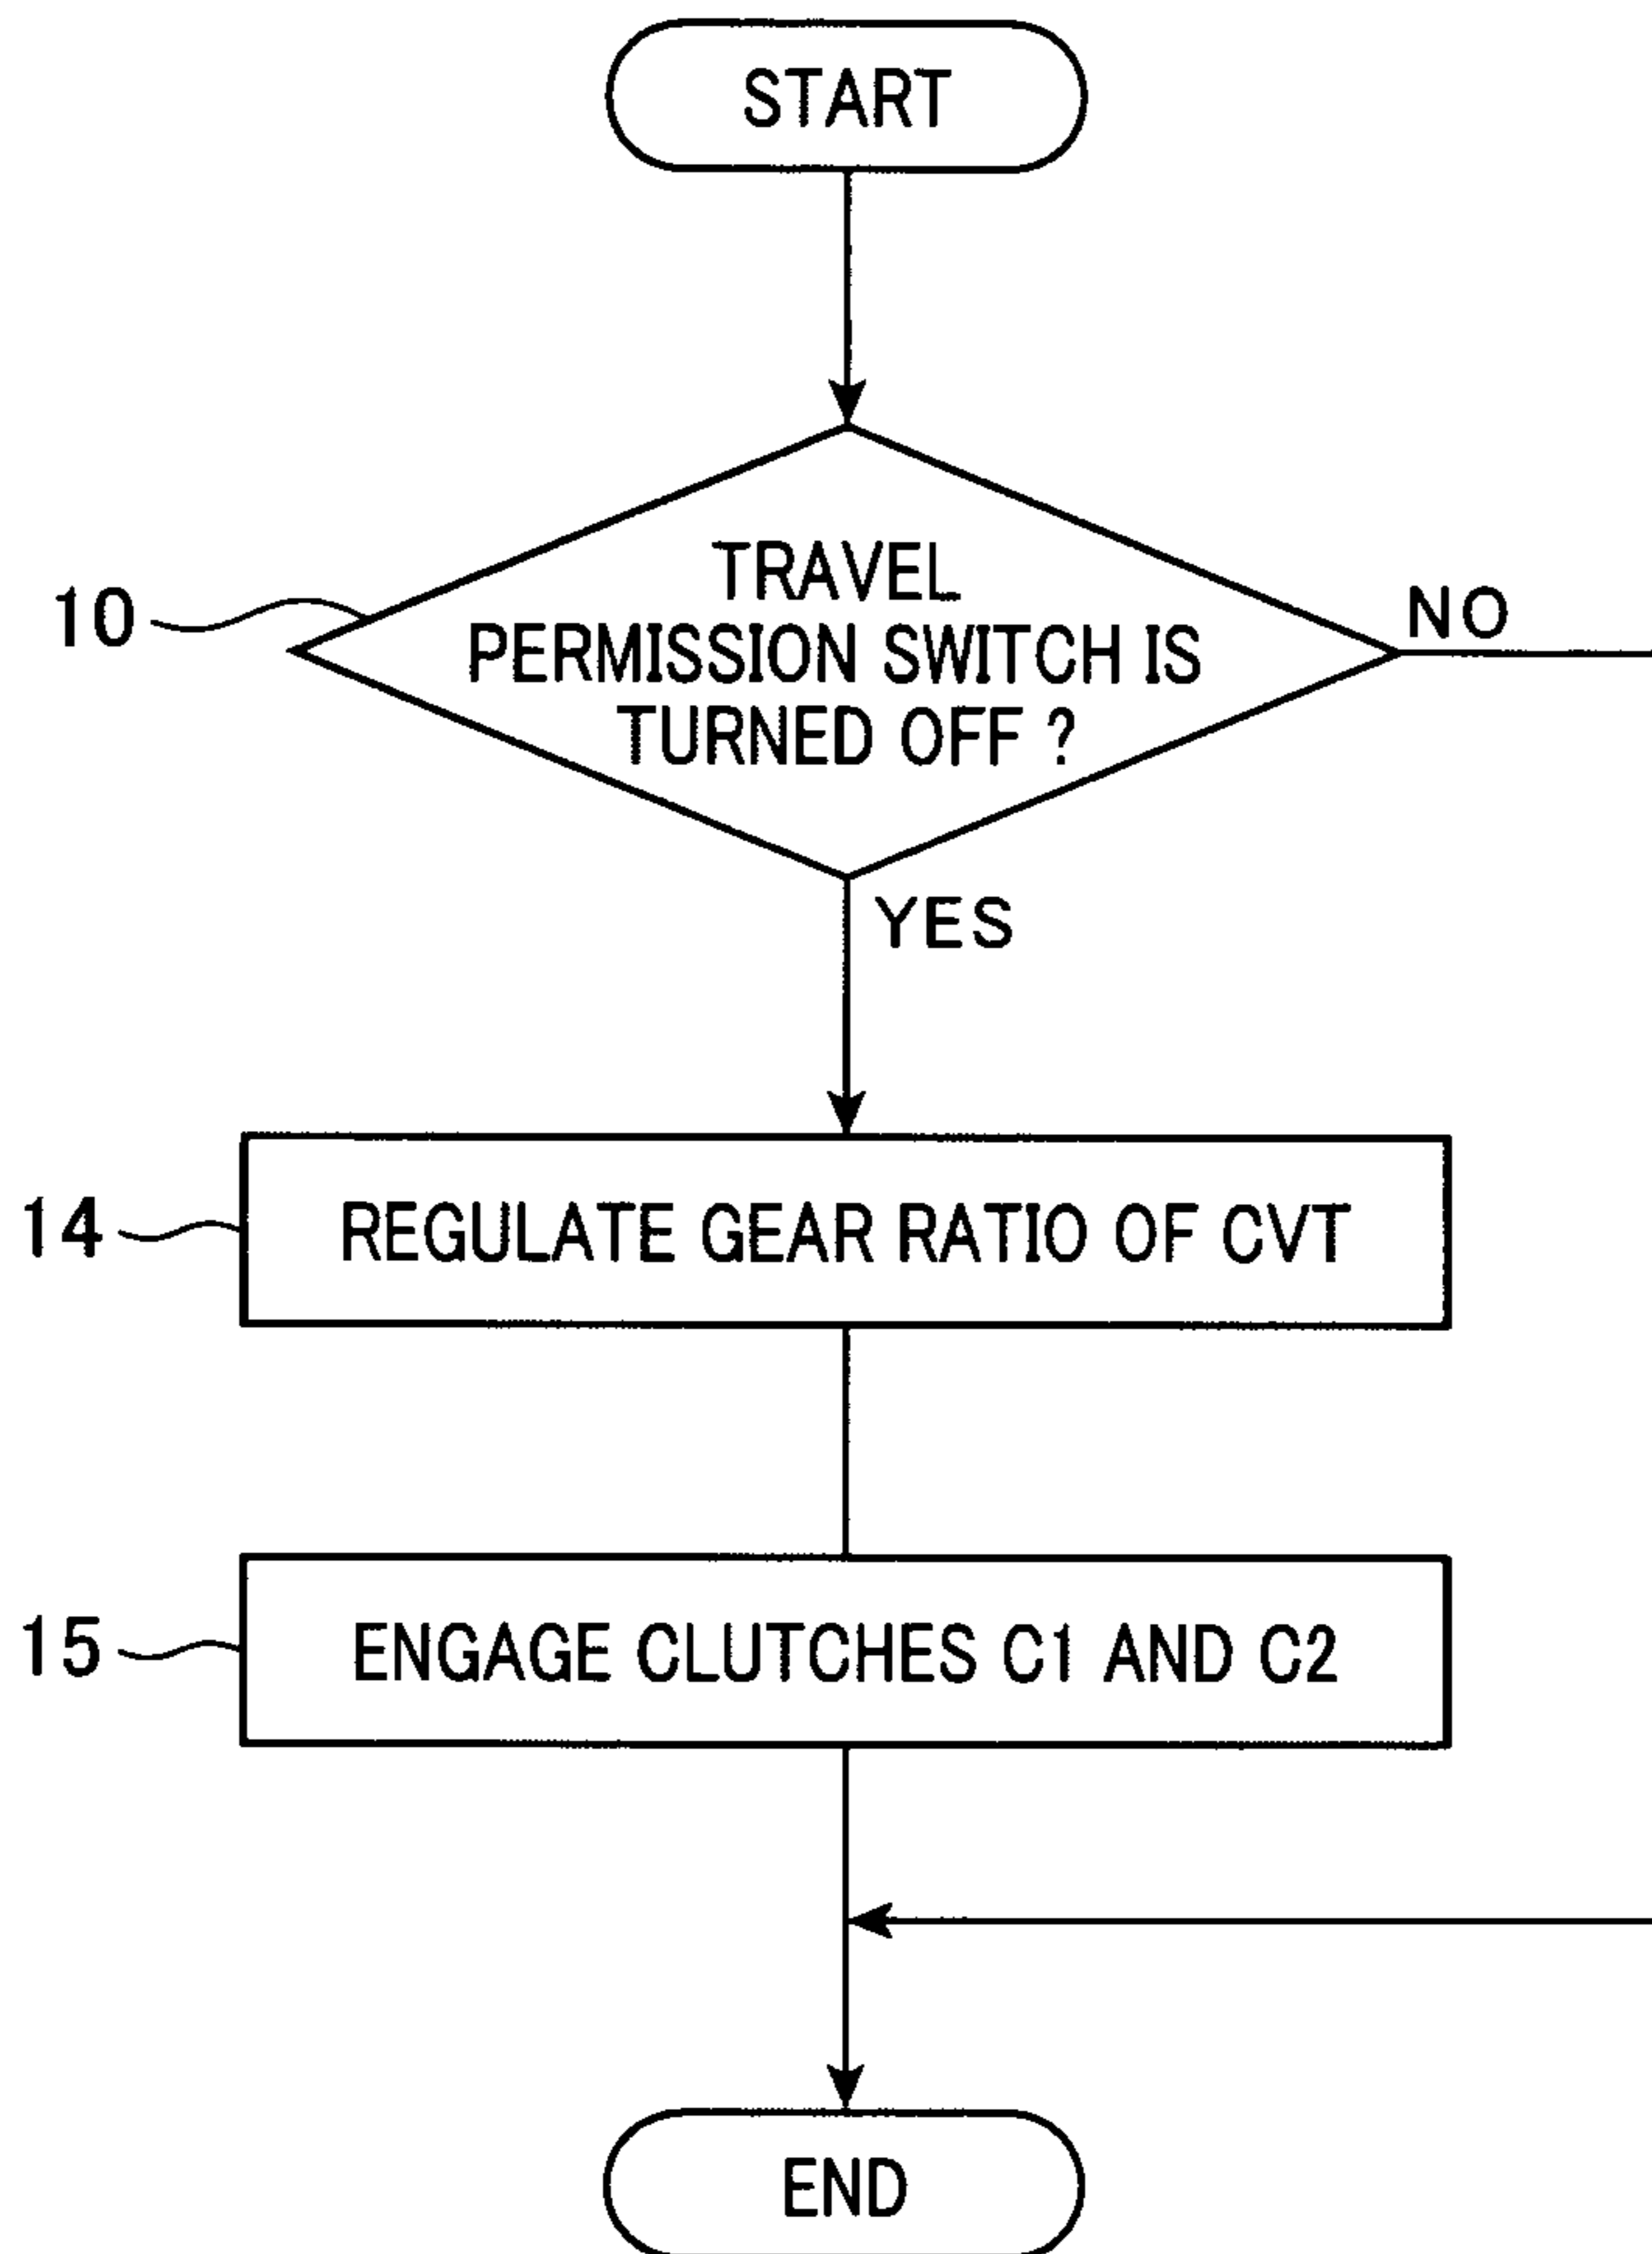 START
10
TRAVEL
PERMISSION SWITCH IS
TURNED OFF ?
NO
YES
14
REGULATE GEAR RATIO OF CVT
15
ENGAGE CLUTCHES C1 AND C2
END